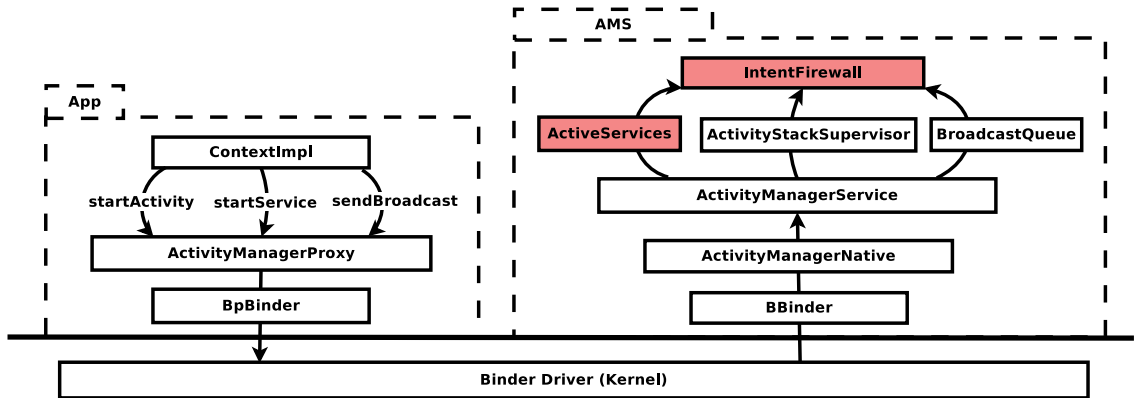 AMS
IntentFirewall
App
ActiveServices
ActivityStackSupervisor
BroadcastQueue
ContextImpl
startActivity
startService
sendBroadcast
ActivityManagerService
ActivityManagerProxy
ActivityManagerNative
BpBinder
BBinder
Binder Driver (Kernel)